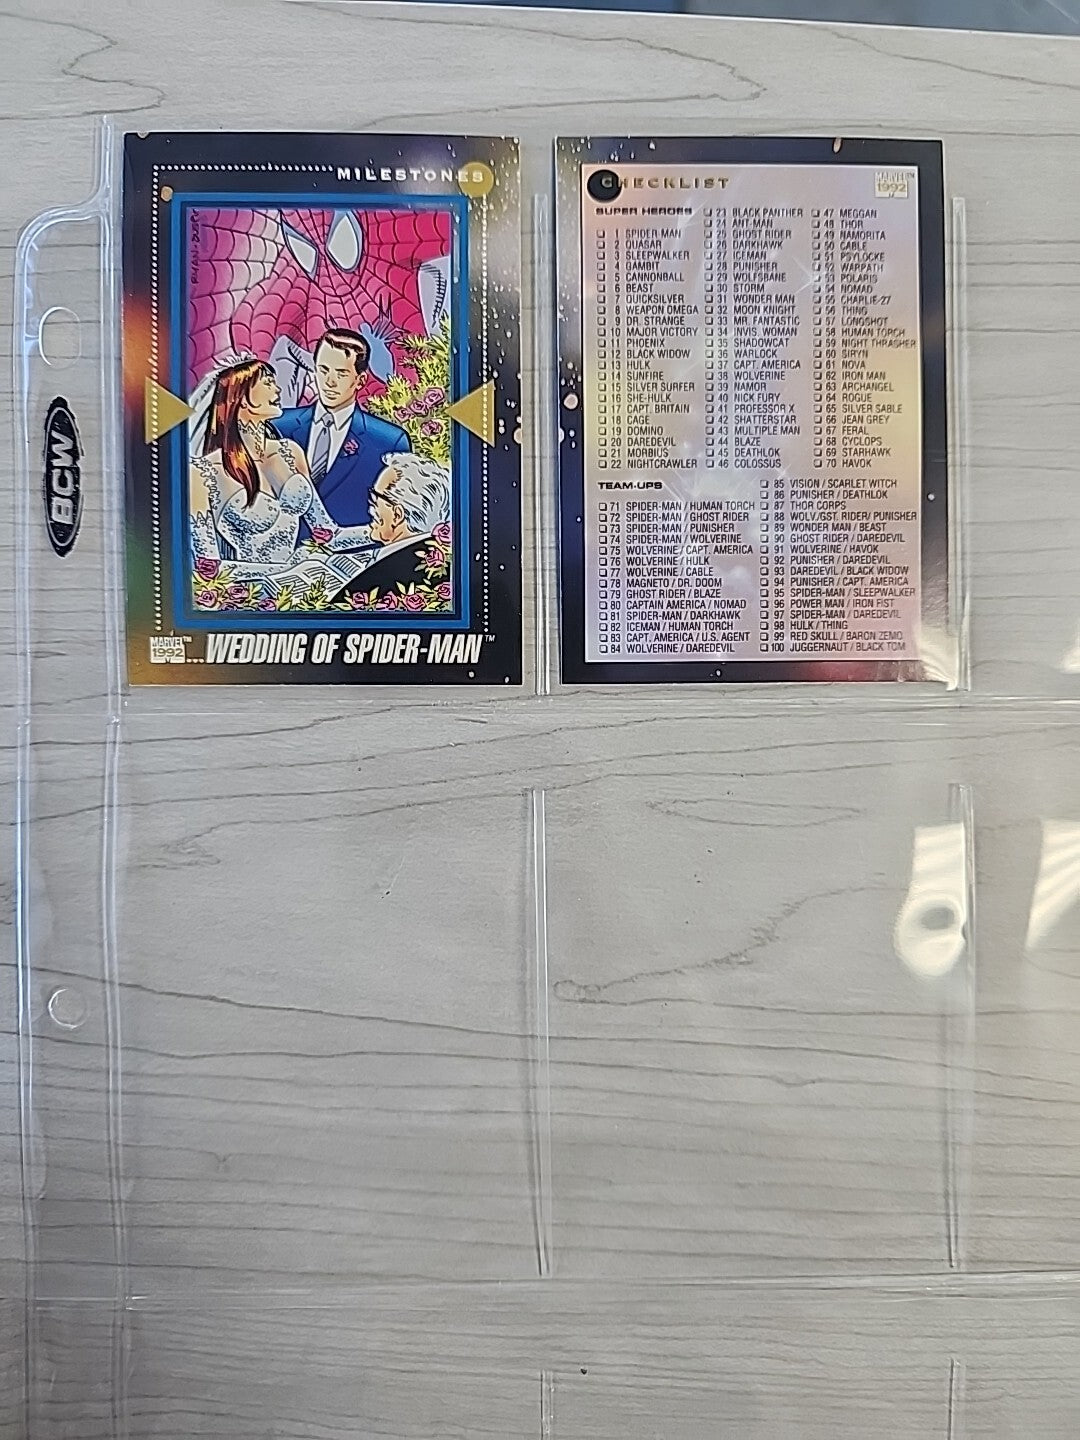 MILESTONES
RYAN/BUSC
BCW
MARVEL™
1992
...WEDDING OF SPIDER-MAN™
CHECKLIST
MARVEL™
1992
SUPER HEROES
1 SPIDER-MAN
2 QUASAR
3 SLEEPWALKER
4 GAMBIT
5 CANNONBALL
6 BEAST
7 QUICKSILVER
8 WEAPON OMEGA
9 DR. STRANGE
10 MAJOR VICTORY
11 PHOENIX
12 BLACK WIDOW
13 HULK
14 SUNFIRE
15 SILVER SURFER
16 SHE-HULK
17 CAPT. BRITAIN
18 CAGE
19 DOMINO
20 DAREDEVIL
21 MORBIUS
22 NIGHTCRAWLER
23 BLACK PANTHER
24 ANT-MAN
25 GHOST RIDER
26 DARKHAWK
27 ICEMAN
28 PUNISHER
29 WOLFSBANE
30 STORM
31 WONDER MAN
32 MOON KNIGHT
33 MR. FANTASTIC
34 INVIS. WOMAN
35 SHADOWCAT
36 WARLOCK
37 CAPT. AMERICA
38 WOLVERINE
39 NAMOR
40 NICK FURY
41 PROFESSOR X
42 SHATTERSTAR
43 MULTIPLE MAN
44 BLAZE
45 DEATHLOK
46 COLOSSUS
47 MEGGAN
48 THOR
49 NAMORITA
50 CABLE
51 PSYLOCKE
52 WARPATH
53 POLARIS
54 NOMAD
55 CHARLIE-27
56 THING
57 LONGSHOT
58 HUMAN TORCH
59 NIGHT THRASHER
60 SIRYN
61 NOVA
62 IRON MAN
63 ARCHANGEL
64 ROGUE
65 SILVER SABLE
66 JEAN GREY
67 FERAL
68 CYCLOPS
69 STARHAWK
70 HAVOK
TEAM-UPS
71 SPIDER-MAN / HUMAN TORCH
72 SPIDER-MAN / GHOST RIDER
73 SPIDER-MAN / PUNISHER
74 SPIDER-MAN / WOLVERINE
75 WOLVERINE / CAPT. AMERICA
76 WOLVERINE / HULK
77 WOLVERINE / CABLE
78 MAGNETO / DR. DOOM
79 GHOST RIDER / BLAZE
80 CAPTAIN AMERICA / NOMAD
81 SPIDER-MAN / DARKHAWK
82 ICEMAN / HUMAN TORCH
83 CAPT. AMERICA / U.S. AGENT
84 WOLVERINE / DAREDEVIL
85 VISION / SCARLET WITCH
86 PUNISHER / DEATHLOK
87 THOR CORPS
88 WOLV/GST. RIDER/ PUNISHER
89 WONDER MAN / BEAST
90 GHOST RIDER / DAREDEVIL
91 WOLVERINE / HAVOK
92 PUNISHER / DAREDEVIL
93 DAREDEVIL / BLACK WIDOW
94 PUNISHER / CAPT. AMERICA
95 SPIDER-MAN / SLEEPWALKER
96 POWER MAN / IRON FIST
97 SPIDER-MAN / DAREDEVIL
98 HULK / THING
99 RED SKULL / BARON ZEMO
100 JUGGERNAUT / BLACK TOM